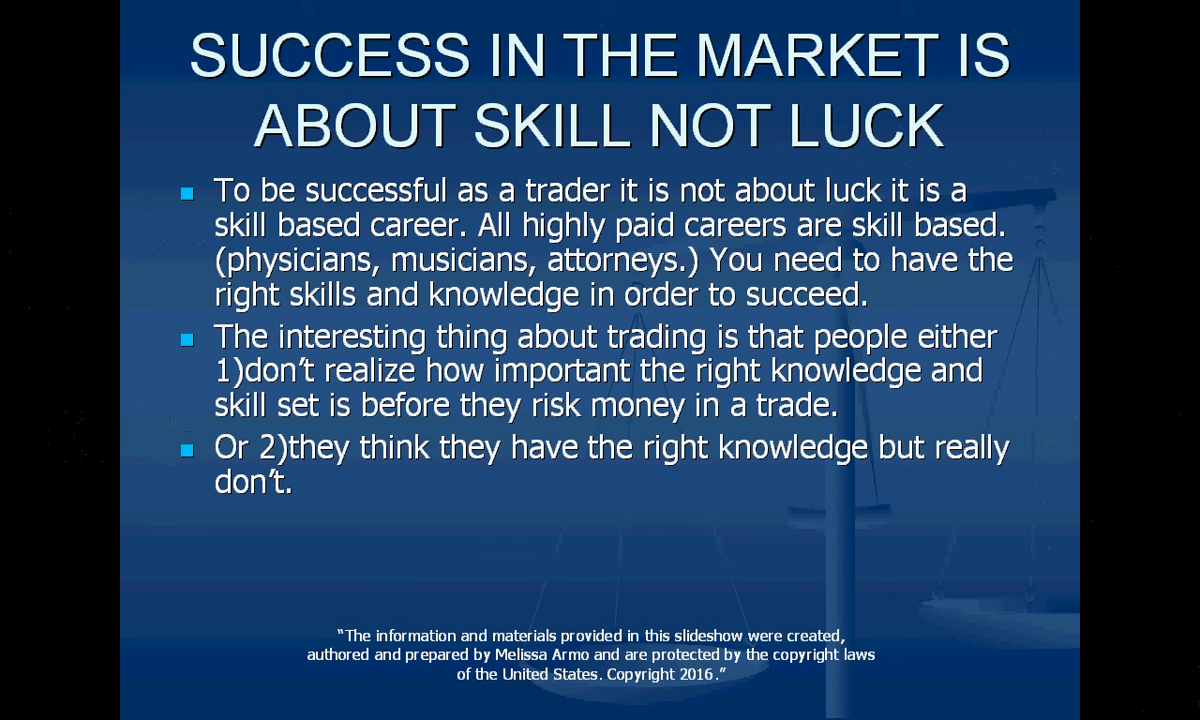 SUCCESS IN THE MARKET IS
ABOUT SKILL NOT LUCK
To be successful as a trader it is not about luck it is a
skill based career. All highly paid careers are skill based.
(physicians, musicians, attorneys.) You need to have the
right skills and knowledge in order to succeed.
The interesting thing about trading is that people either
1)don’t realize how important the right knowledge and
skill set is before they risk money in a trade.
Or 2)they think they have the right knowledge but really
don’t.
“The information and materials provided in this slideshow were created,
authored and prepared by Melissa Armo and are protected by the copyright laws
of the United States. Copyright 2016.”